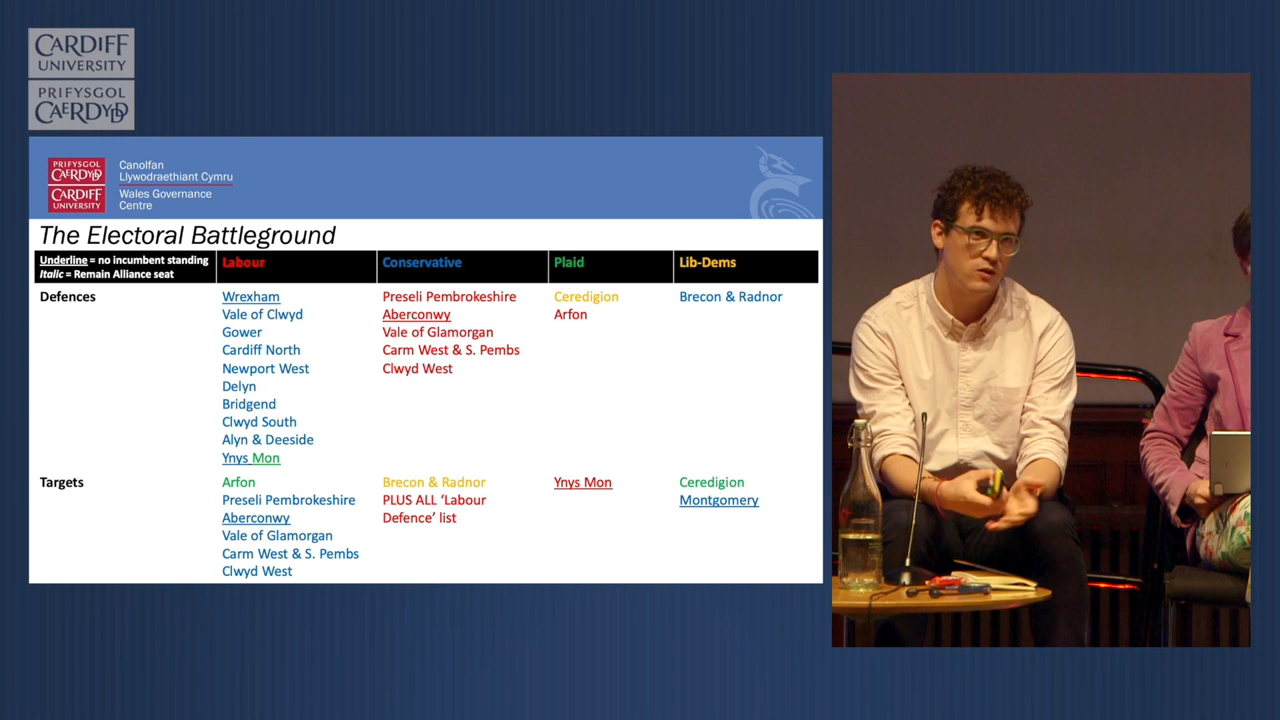 CARDIFF
UNIVERSITY
PRIFYSGOL
CAERDYDD
PRIFYSGOL
CAERDYDD
CARDIFF
UNIVERSITY
Canolfan
Llywodraethiant Cymru
Wales Governance
Centre
The Electoral Battleground
Underline = no incumbent standing
Italic = Remain Alliance seat
Labour
Conservative
Plaid
Lib-Dems
Defences
Wrexham
Vale of Clwyd
Gower
Cardiff North
Newport West
Delyn
Bridgend
Clwyd South
Alyn & Deeside
Ynys Mon
Preseli Pembrokeshire
Aberconwy
Vale of Glamorgan
Carm West & S. Pembs
Clwyd West
Ceredigion
Arfon
Brecon & Radnor
Targets
Arfon
Preseli Pembrokeshire
Aberconwy
Vale of Glamorgan
Carm West & S. Pembs
Clwyd West
Brecon & Radnor
PLUS ALL ‘Labour
Defence’ list
Ynys Mon
Ceredigion
Montgomery